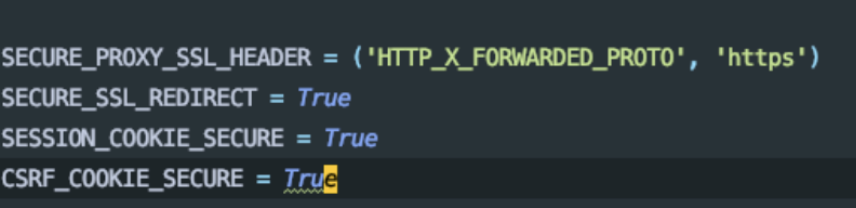 SECURE_PROXY_SSL_HEADER = ('HTTP_X_FORWARDED_PROTO', 'https')
SECURE_SSL_REDIRECT = True
SESSION_COOKIE_SECURE = True
CSRF_COOKIE_SECURE = True